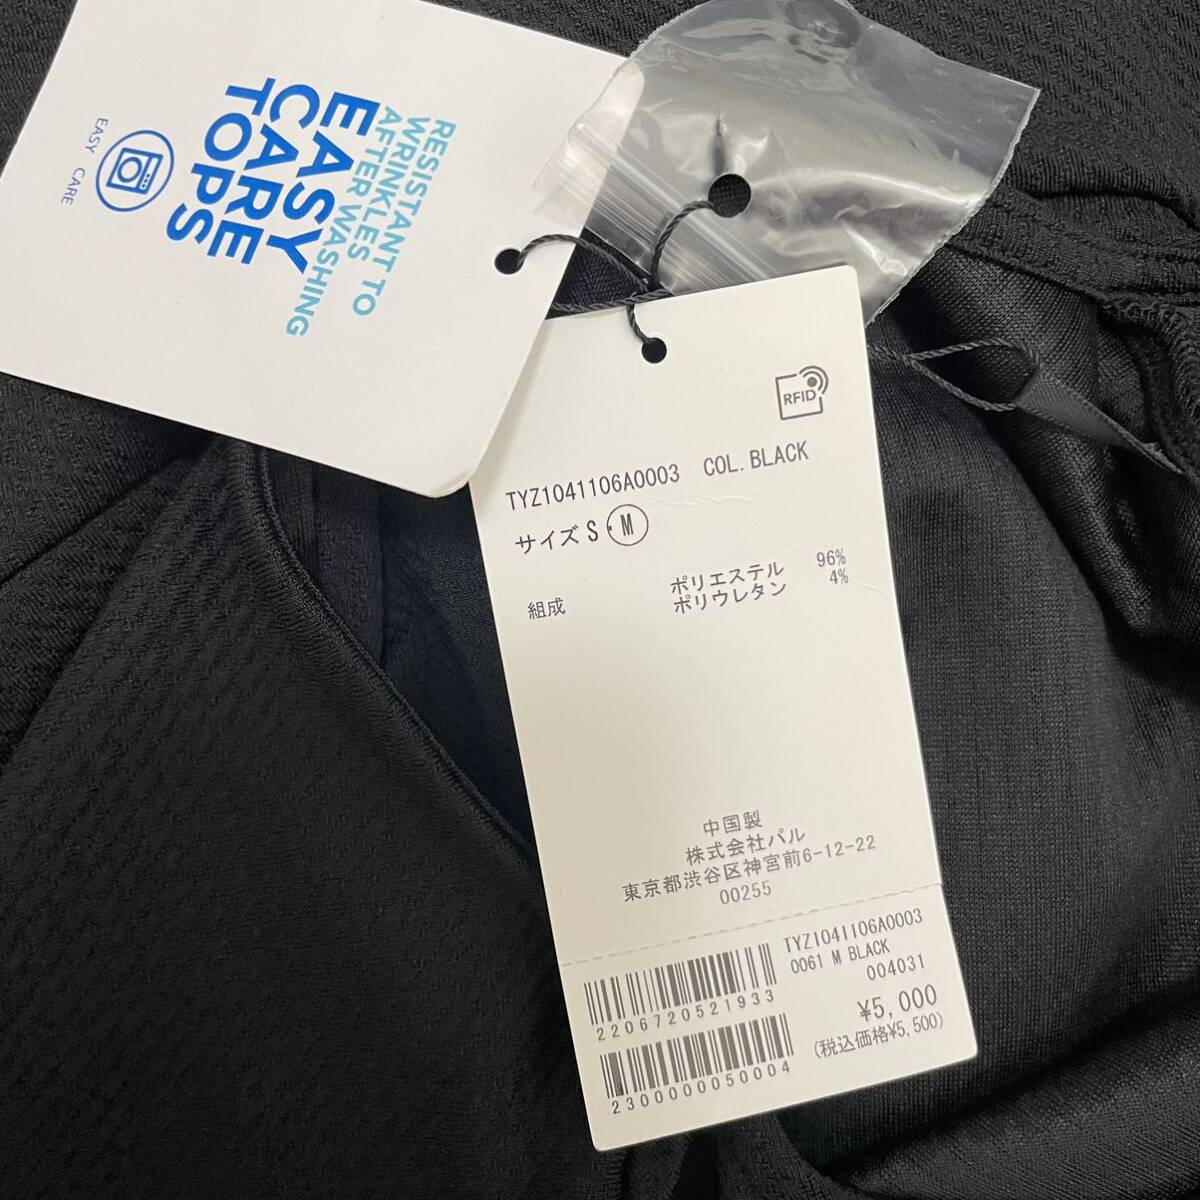 EASY
CARE
TOPS
RESISTANT TO
WRINKLES
AFTER WASHING
EASY CARE
RFID
TYZ1041106A0003 COL.BLACK
サイズ S・M
組成 ポリエステル 96%
ポリウレタン 4%
中国製
株式会社パル
東京都渋谷区神宮前6-12-22
00255
TYZ1041106A0003
0061 M BLACK
004031
2206720521933
¥5,000
(税込価格¥5,500)
2300000050004